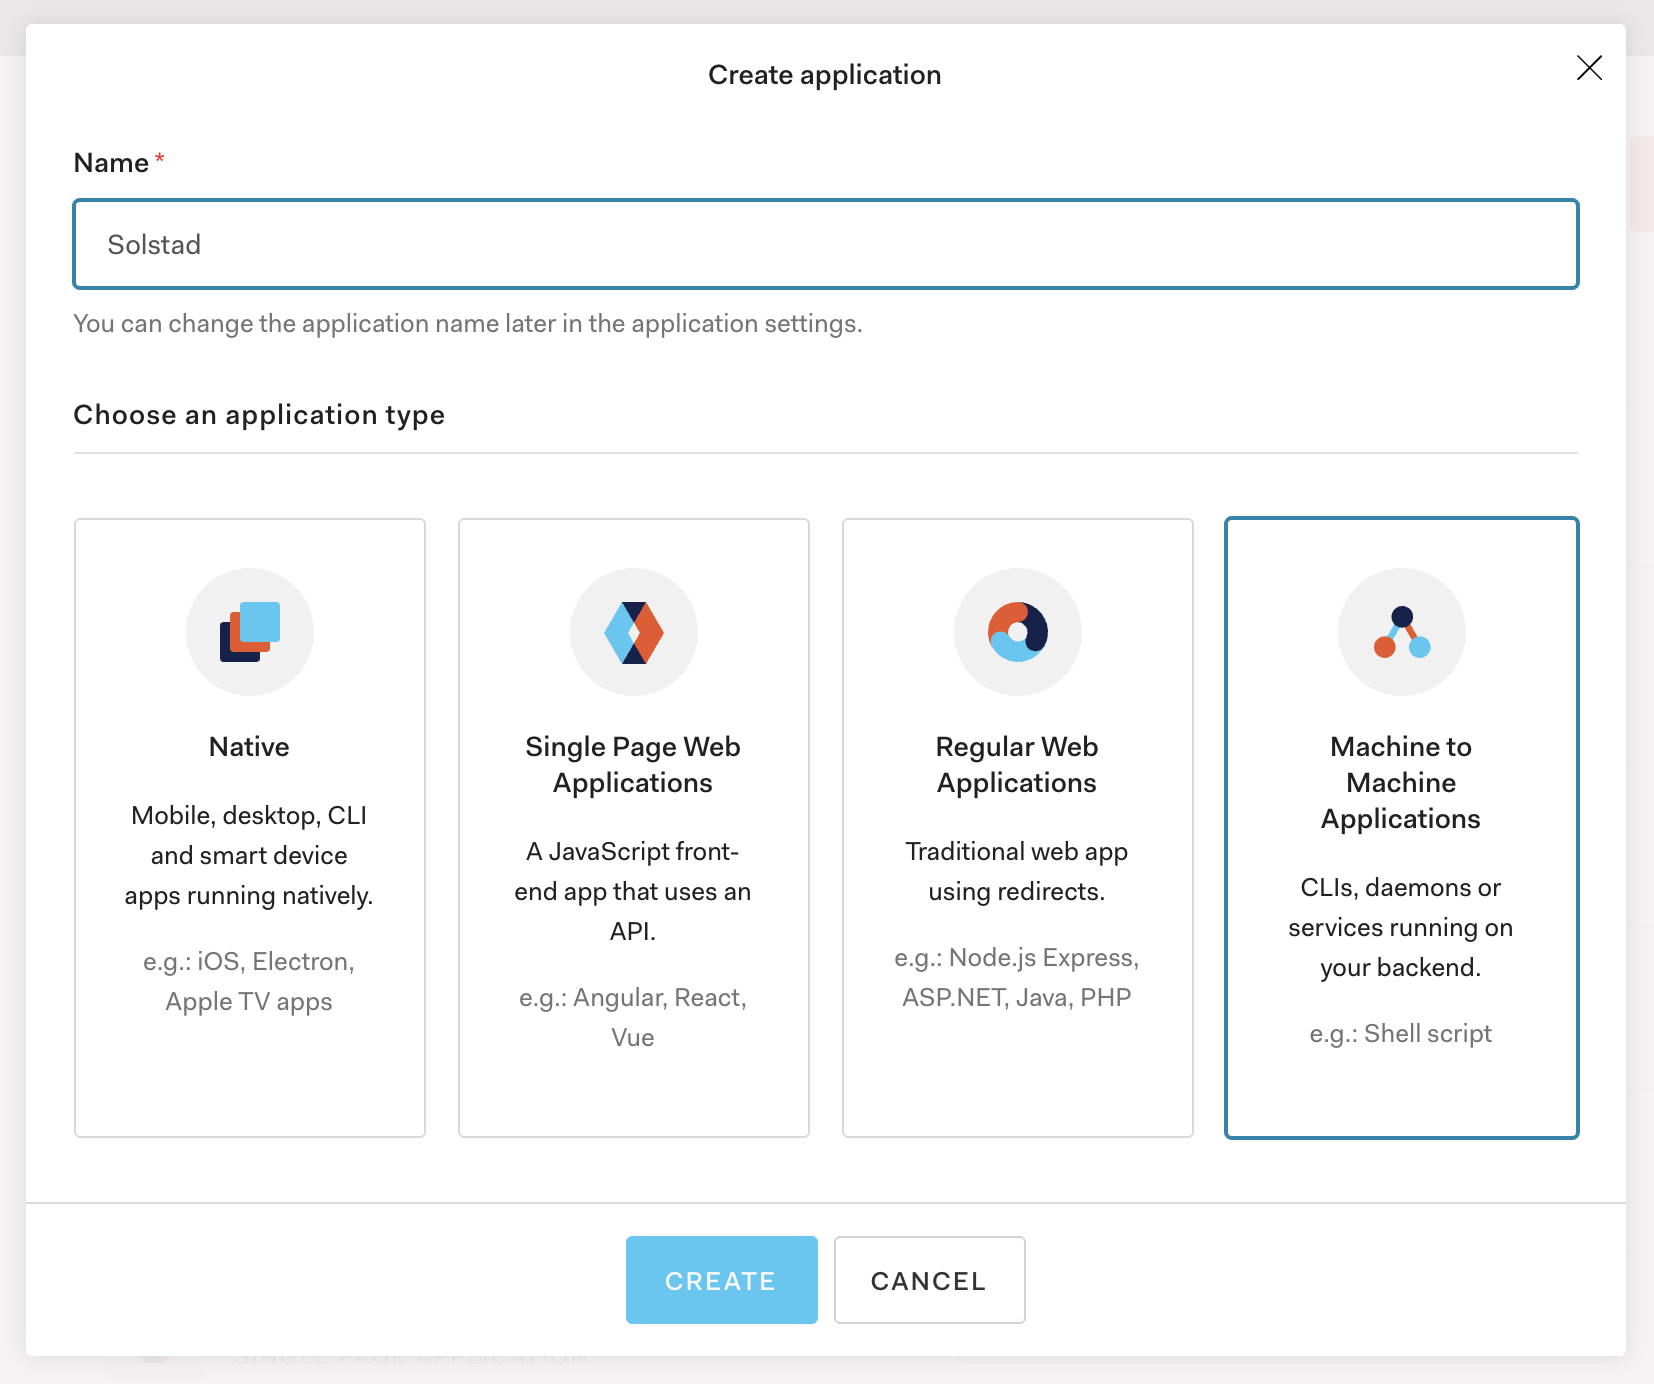 Create application
Name *
Solstad
You can change the application name later in the application settings.
Choose an application type
Native
Mobile, desktop, CLI
and smart device
apps running natively.
e.g.: iOS, Electron,
Apple TV apps
Single Page Web
Applications
A JavaScript front-
end app that uses an
API.
e.g.: Angular, React,
Vue
Regular Web
Applications
Traditional web app
using redirects.
e.g.: Node.js Express,
ASP.NET, Java, PHP
Machine to
Machine
Applications
CLIs, daemons or
services running on
your backend.
e.g.: Shell script
CREATE
CANCEL
SINGLE PAGE APPLICATION